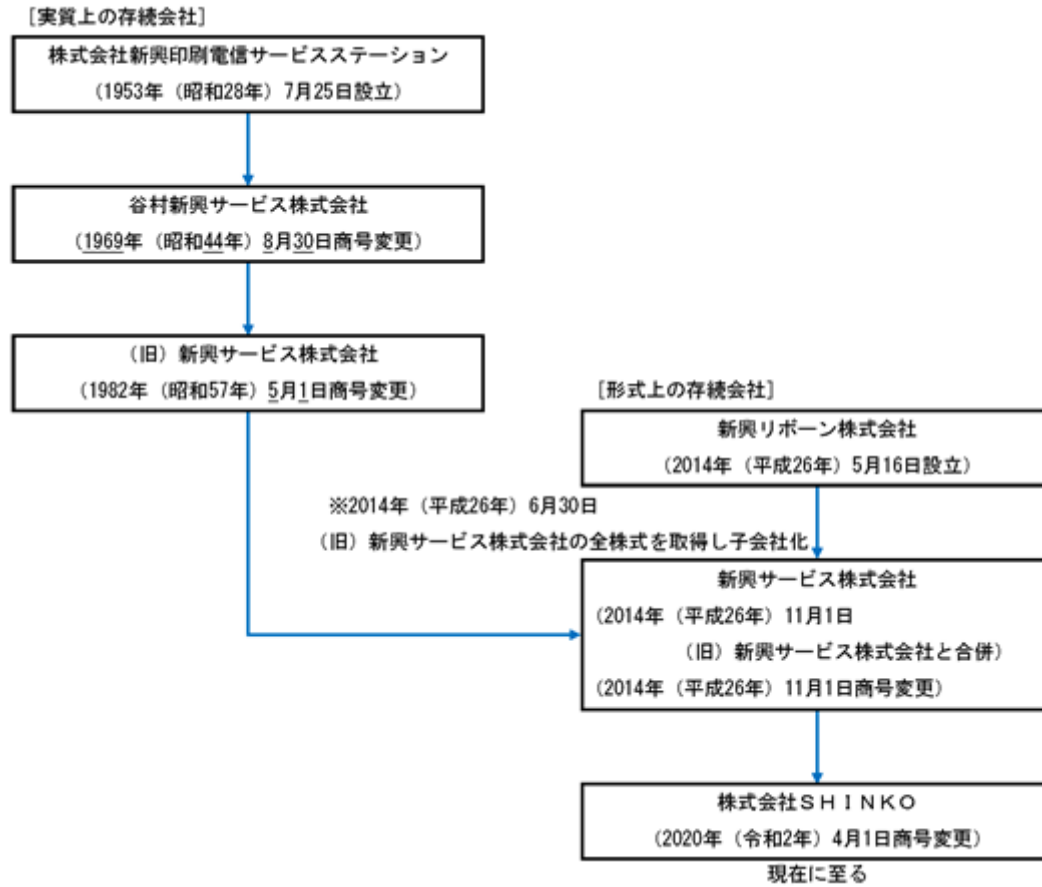 [実質上の存続会社]
株式会社新興印刷電信サービスステーション
(1953年(昭和28年)7月25日設立)
谷村新興サービス株式会社
(1969年(昭和44年)8月30日商号変更)
(旧)新興サービス株式会社
(1982年(昭和57年)5月1日商号変更)
[形式上の存続会社]
新興リボーン株式会社
(2014年(平成26年)5月16日設立)
※2014年(平成26年)6月30日
(旧)新興サービス株式会社の全株式を取得し子会社化
新興サービス株式会社
(2014年(平成26年)11月1日
(旧)新興サービス株式会社と合併)
(2014年(平成26年)11月1日商号変更)
株式会社SHINKO
(2020年(令和2年)4月1日商号変更)
現在に至る